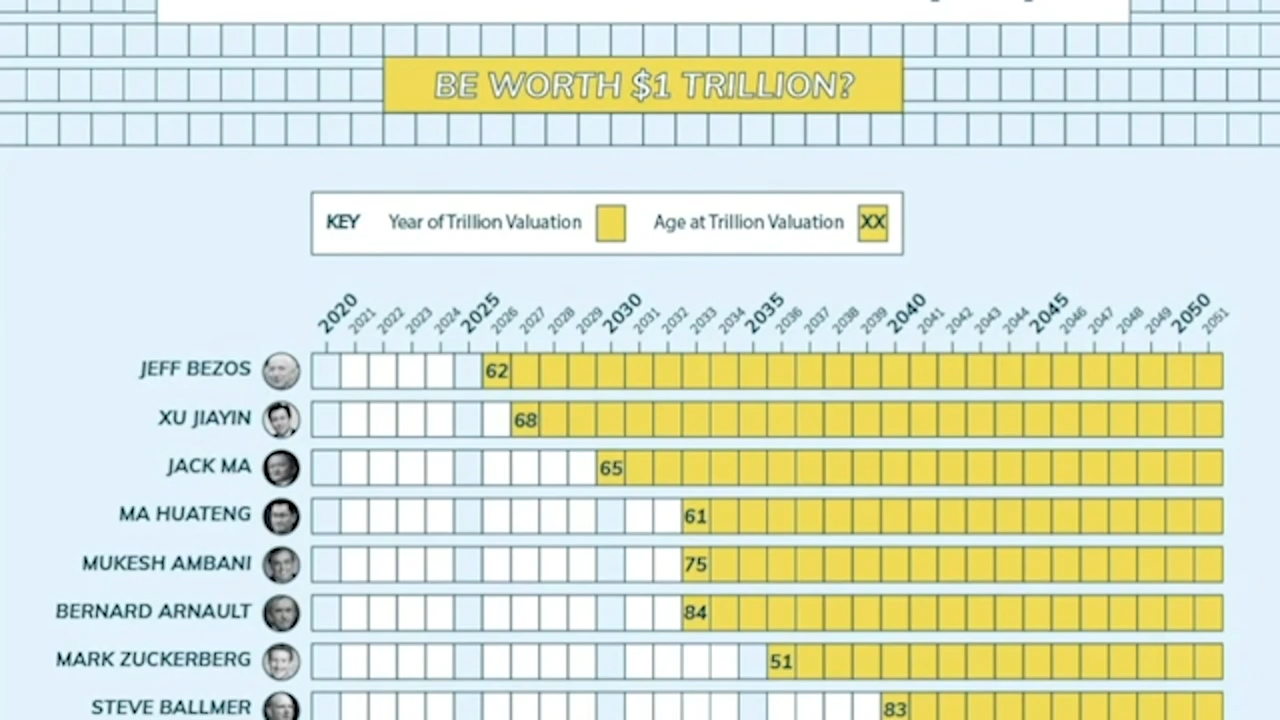 BE WORTH $1 TRILLION?
KEY Year of Trillion Valuation Age at Trillion Valuation XX
2020 2021 2022 2023 2024 2025 2026 2027 2028 2029 2030 2031 2032 2033 2034 2035 2036 2037 2038 2039 2040 2041 2042 2043 2044 2045 2046 2047 2048 2049 2050 2051
JEFF BEZOS 62
XU JIAYIN 68
JACK MA 65
MA HUATENG 61
MUKESH AMBANI 75
BERNARD ARNAULT 84
MARK ZUCKERBERG 51
STEVE BALLMER 83